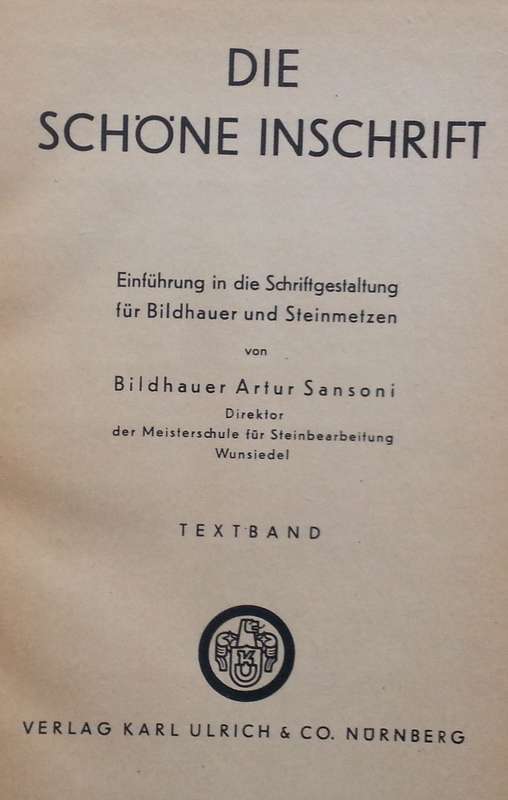 DIE
SCHÖNE INSCHRIFT
Einführung in die Schriftgestaltung
für Bildhauer und Steinmetzen
von
Bildhauer Artur Sansoni
Direktor
der Meisterschule für Steinbearbeitung
Wunsiedel
TEXTBAND
KU
VERLAG KARL ULRICH & CO. NÜRNBERG